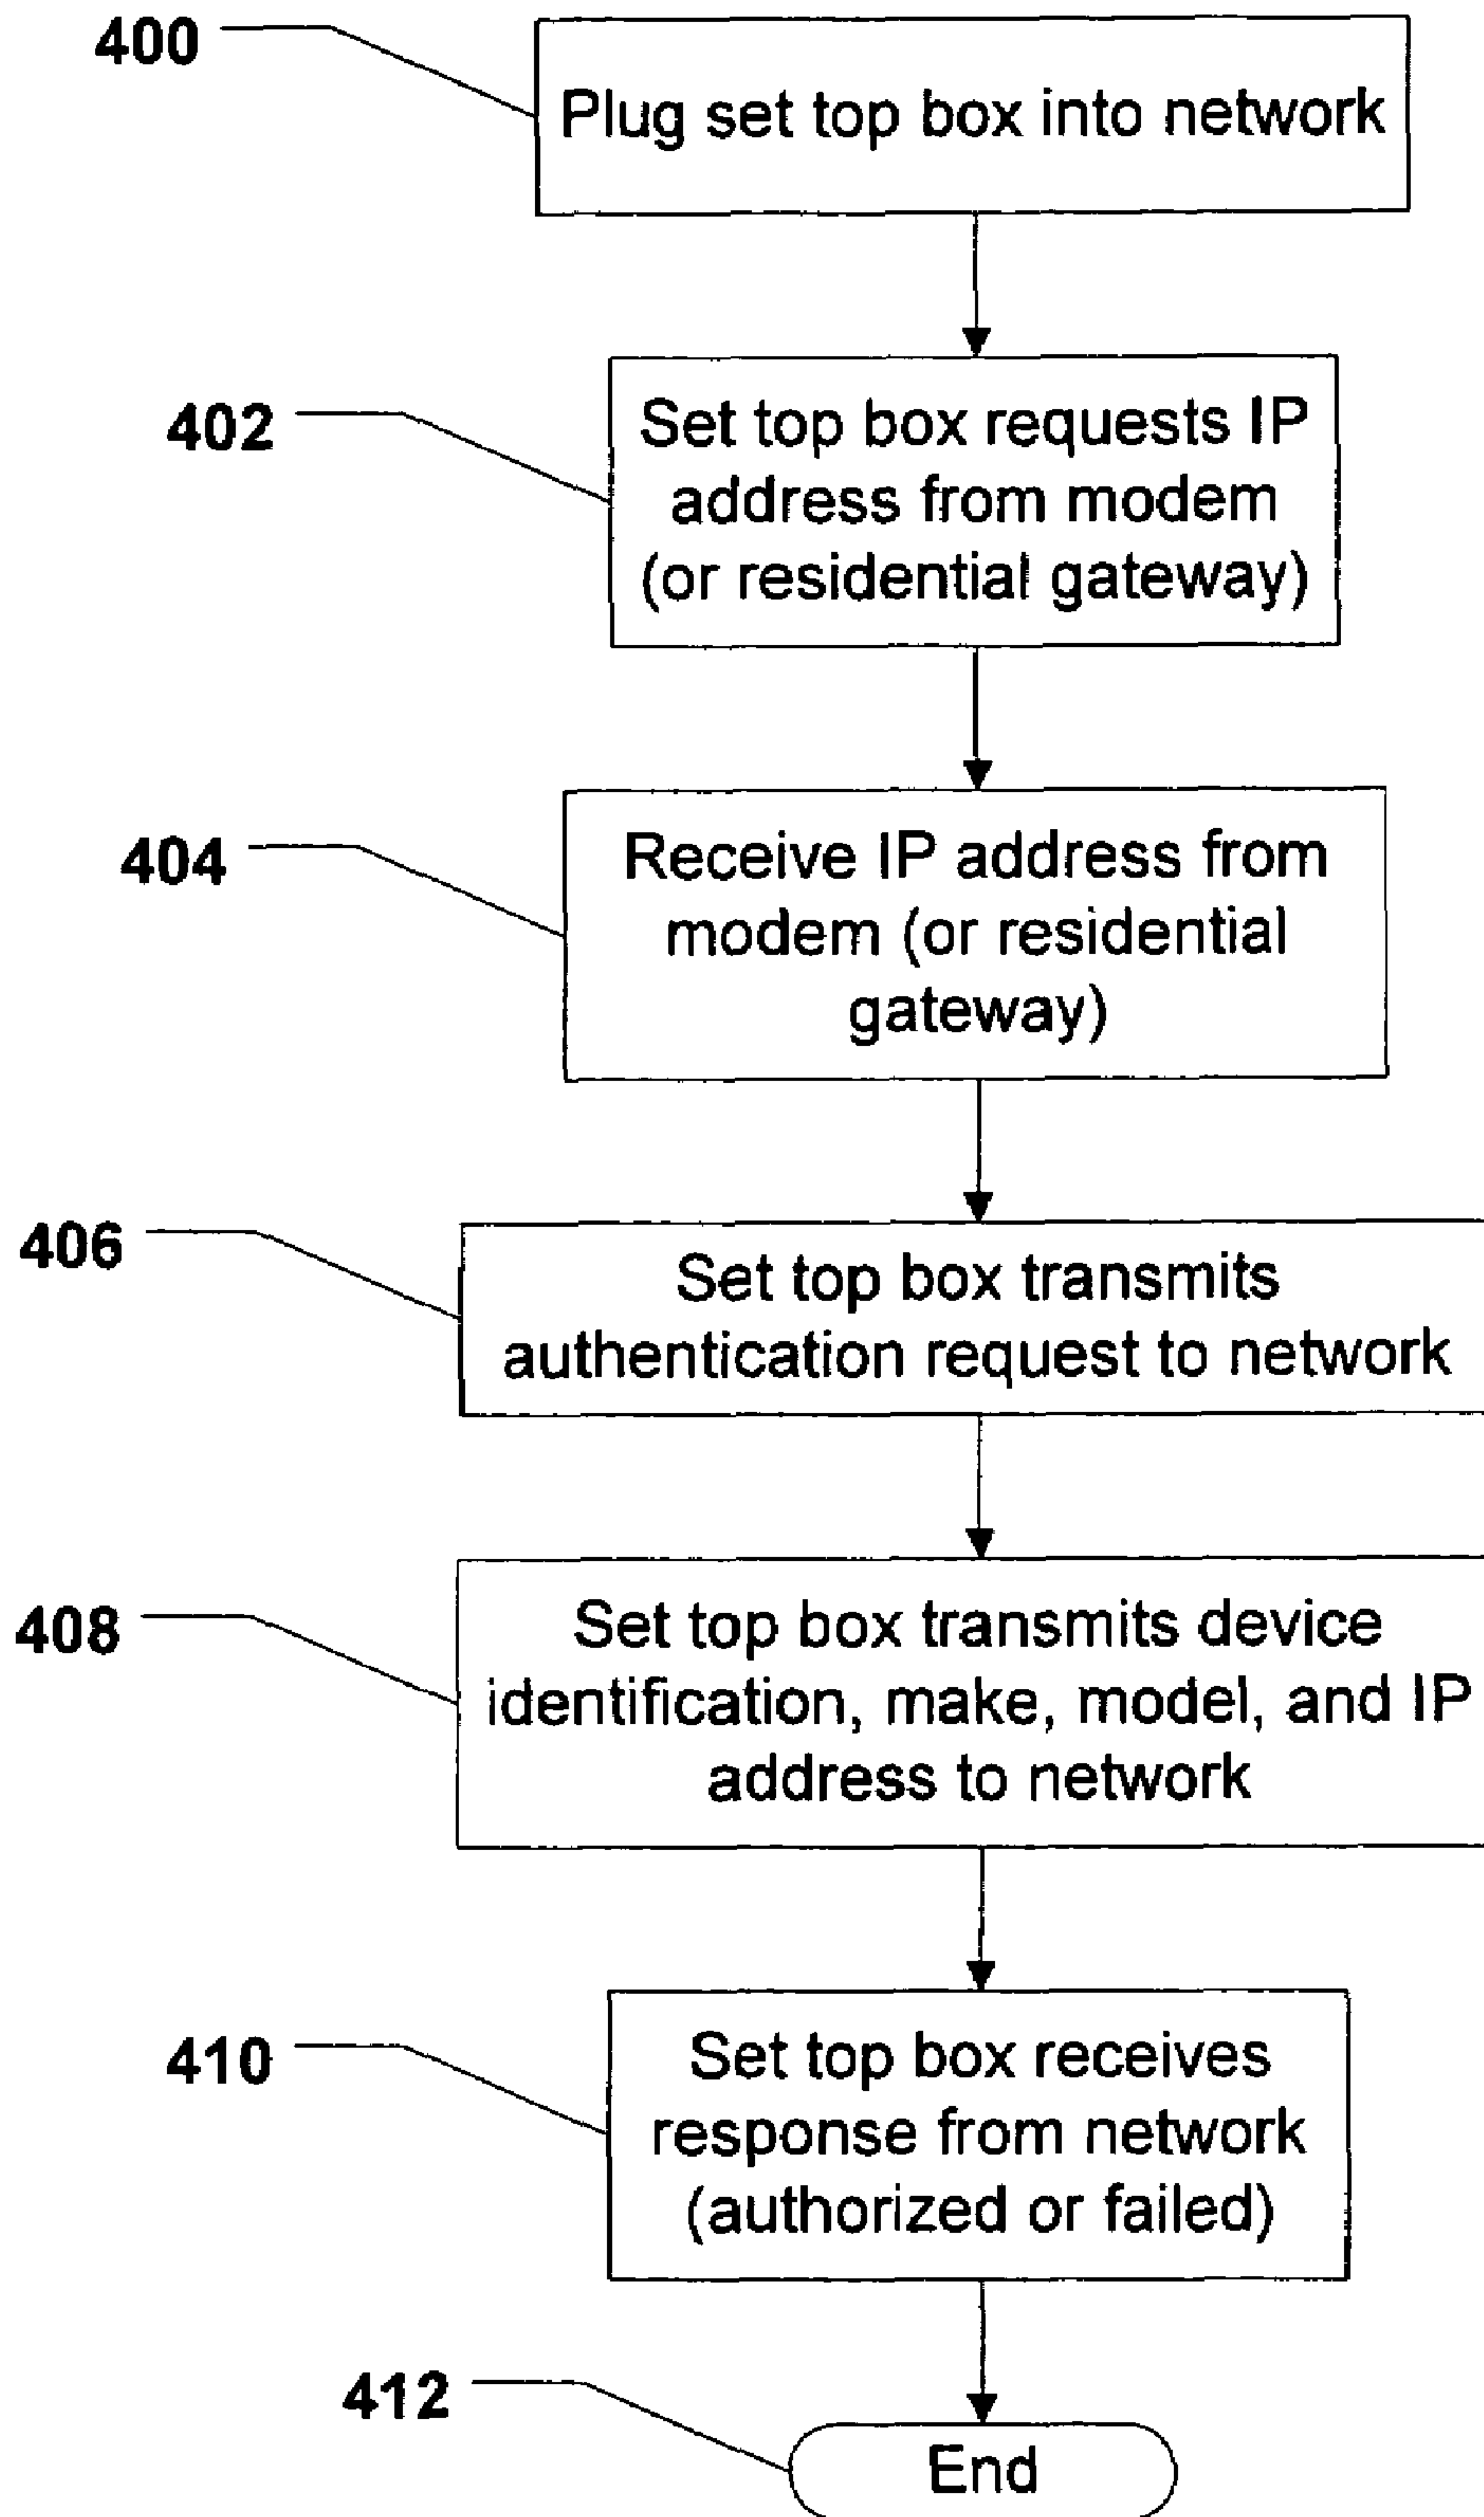 400
Plug set top box into network
402
Set top box requests IP
address from modem
(or residential gateway)
404
Receive IP address from
modem (or residential
gateway)
406
Set top box transmits
authentication request to network
408
Set top box transmits device
identification, make, model, and IP
address to network
410
Set top box receives
response from network
(authorized or failed)
412
End